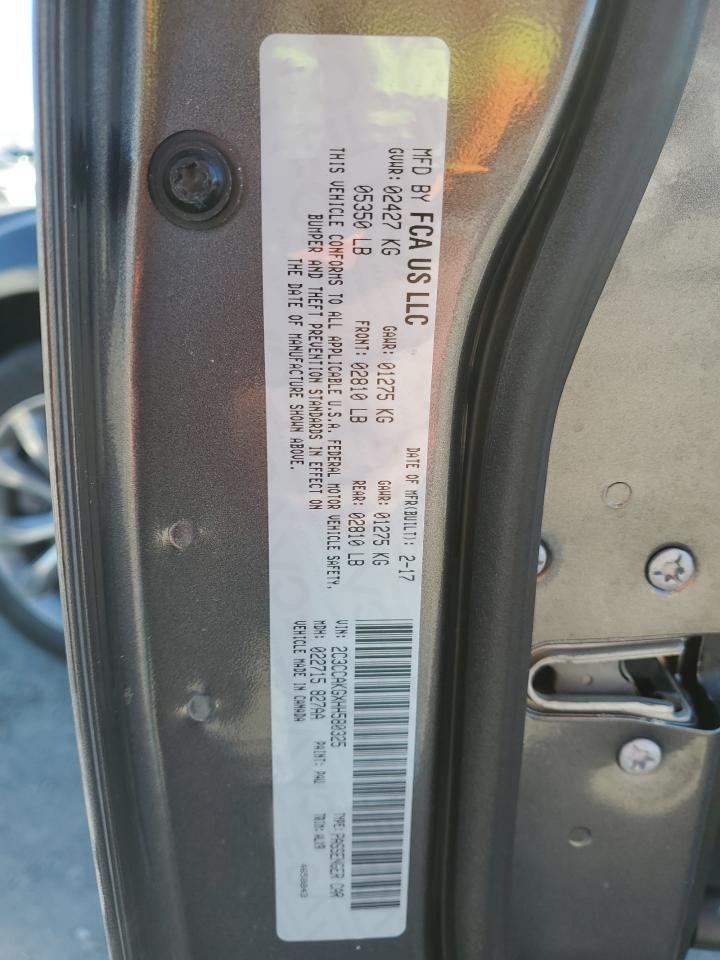 MFD BY FCA US LLC DATE OF MFR(BUILT): 2-17
GVWR: 02427 KG GAWR: 01275 KG GAWR: 01275 KG
05350 LB FRONT: 02810 LB REAR: 02810 LB
THIS VEHICLE CONFORMS TO ALL APPLICABLE U.S.A. FEDERAL MOTOR VEHICLE SAFETY,
BUMPER AND THEFT PREVENTION STANDARDS IN EFFECT ON
THE DATE OF MANUFACTURE SHOWN ABOVE.
VIN: 2C3CCAKGXHH580325 TYPE: PASSENGER CAR
MDH: 022715 827AA PAINT: PAU TRIM: HLX9
VEHICLE MADE IN CANADA